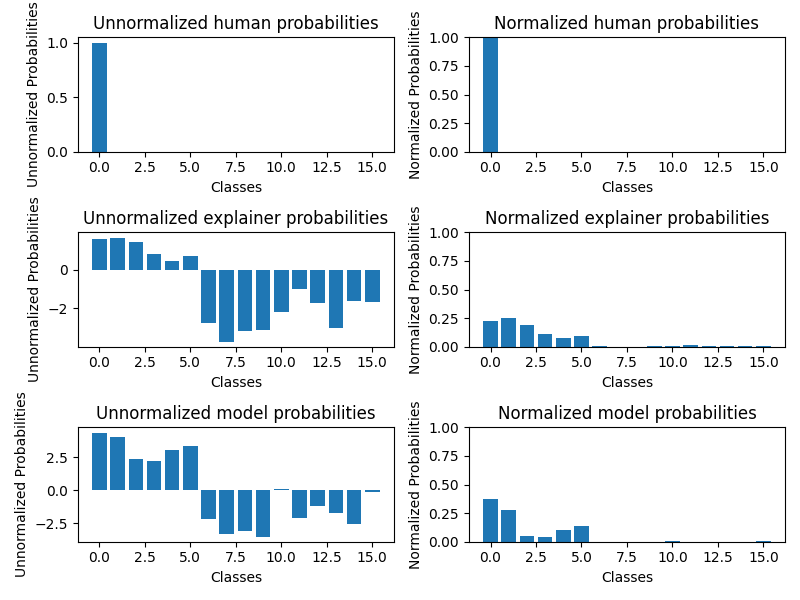 Unnormalized human probabilities
Unnormalized Probabilities
1.0
0.5
0.0
0.0 2.5 5.0 7.5 10.0 12.5 15.0
Classes
Normalized human probabilities
Normalized Probabilities
1.00
0.75
0.50
0.25
0.00
0.0 2.5 5.0 7.5 10.0 12.5 15.0
Classes
Unnormalized explainer probabilities
Unnormalized Probabilities
0
−2
0.0 2.5 5.0 7.5 10.0 12.5 15.0
Classes
Normalized explainer probabilities
Normalized Probabilities
1.00
0.75
0.50
0.25
0.00
0.0 2.5 5.0 7.5 10.0 12.5 15.0
Classes
Unnormalized model probabilities
Unnormalized Probabilities
2.5
0.0
−2.5
0.0 2.5 5.0 7.5 10.0 12.5 15.0
Classes
Normalized model probabilities
Normalized Probabilities
1.00
0.75
0.50
0.25
0.00
0.0 2.5 5.0 7.5 10.0 12.5 15.0
Classes